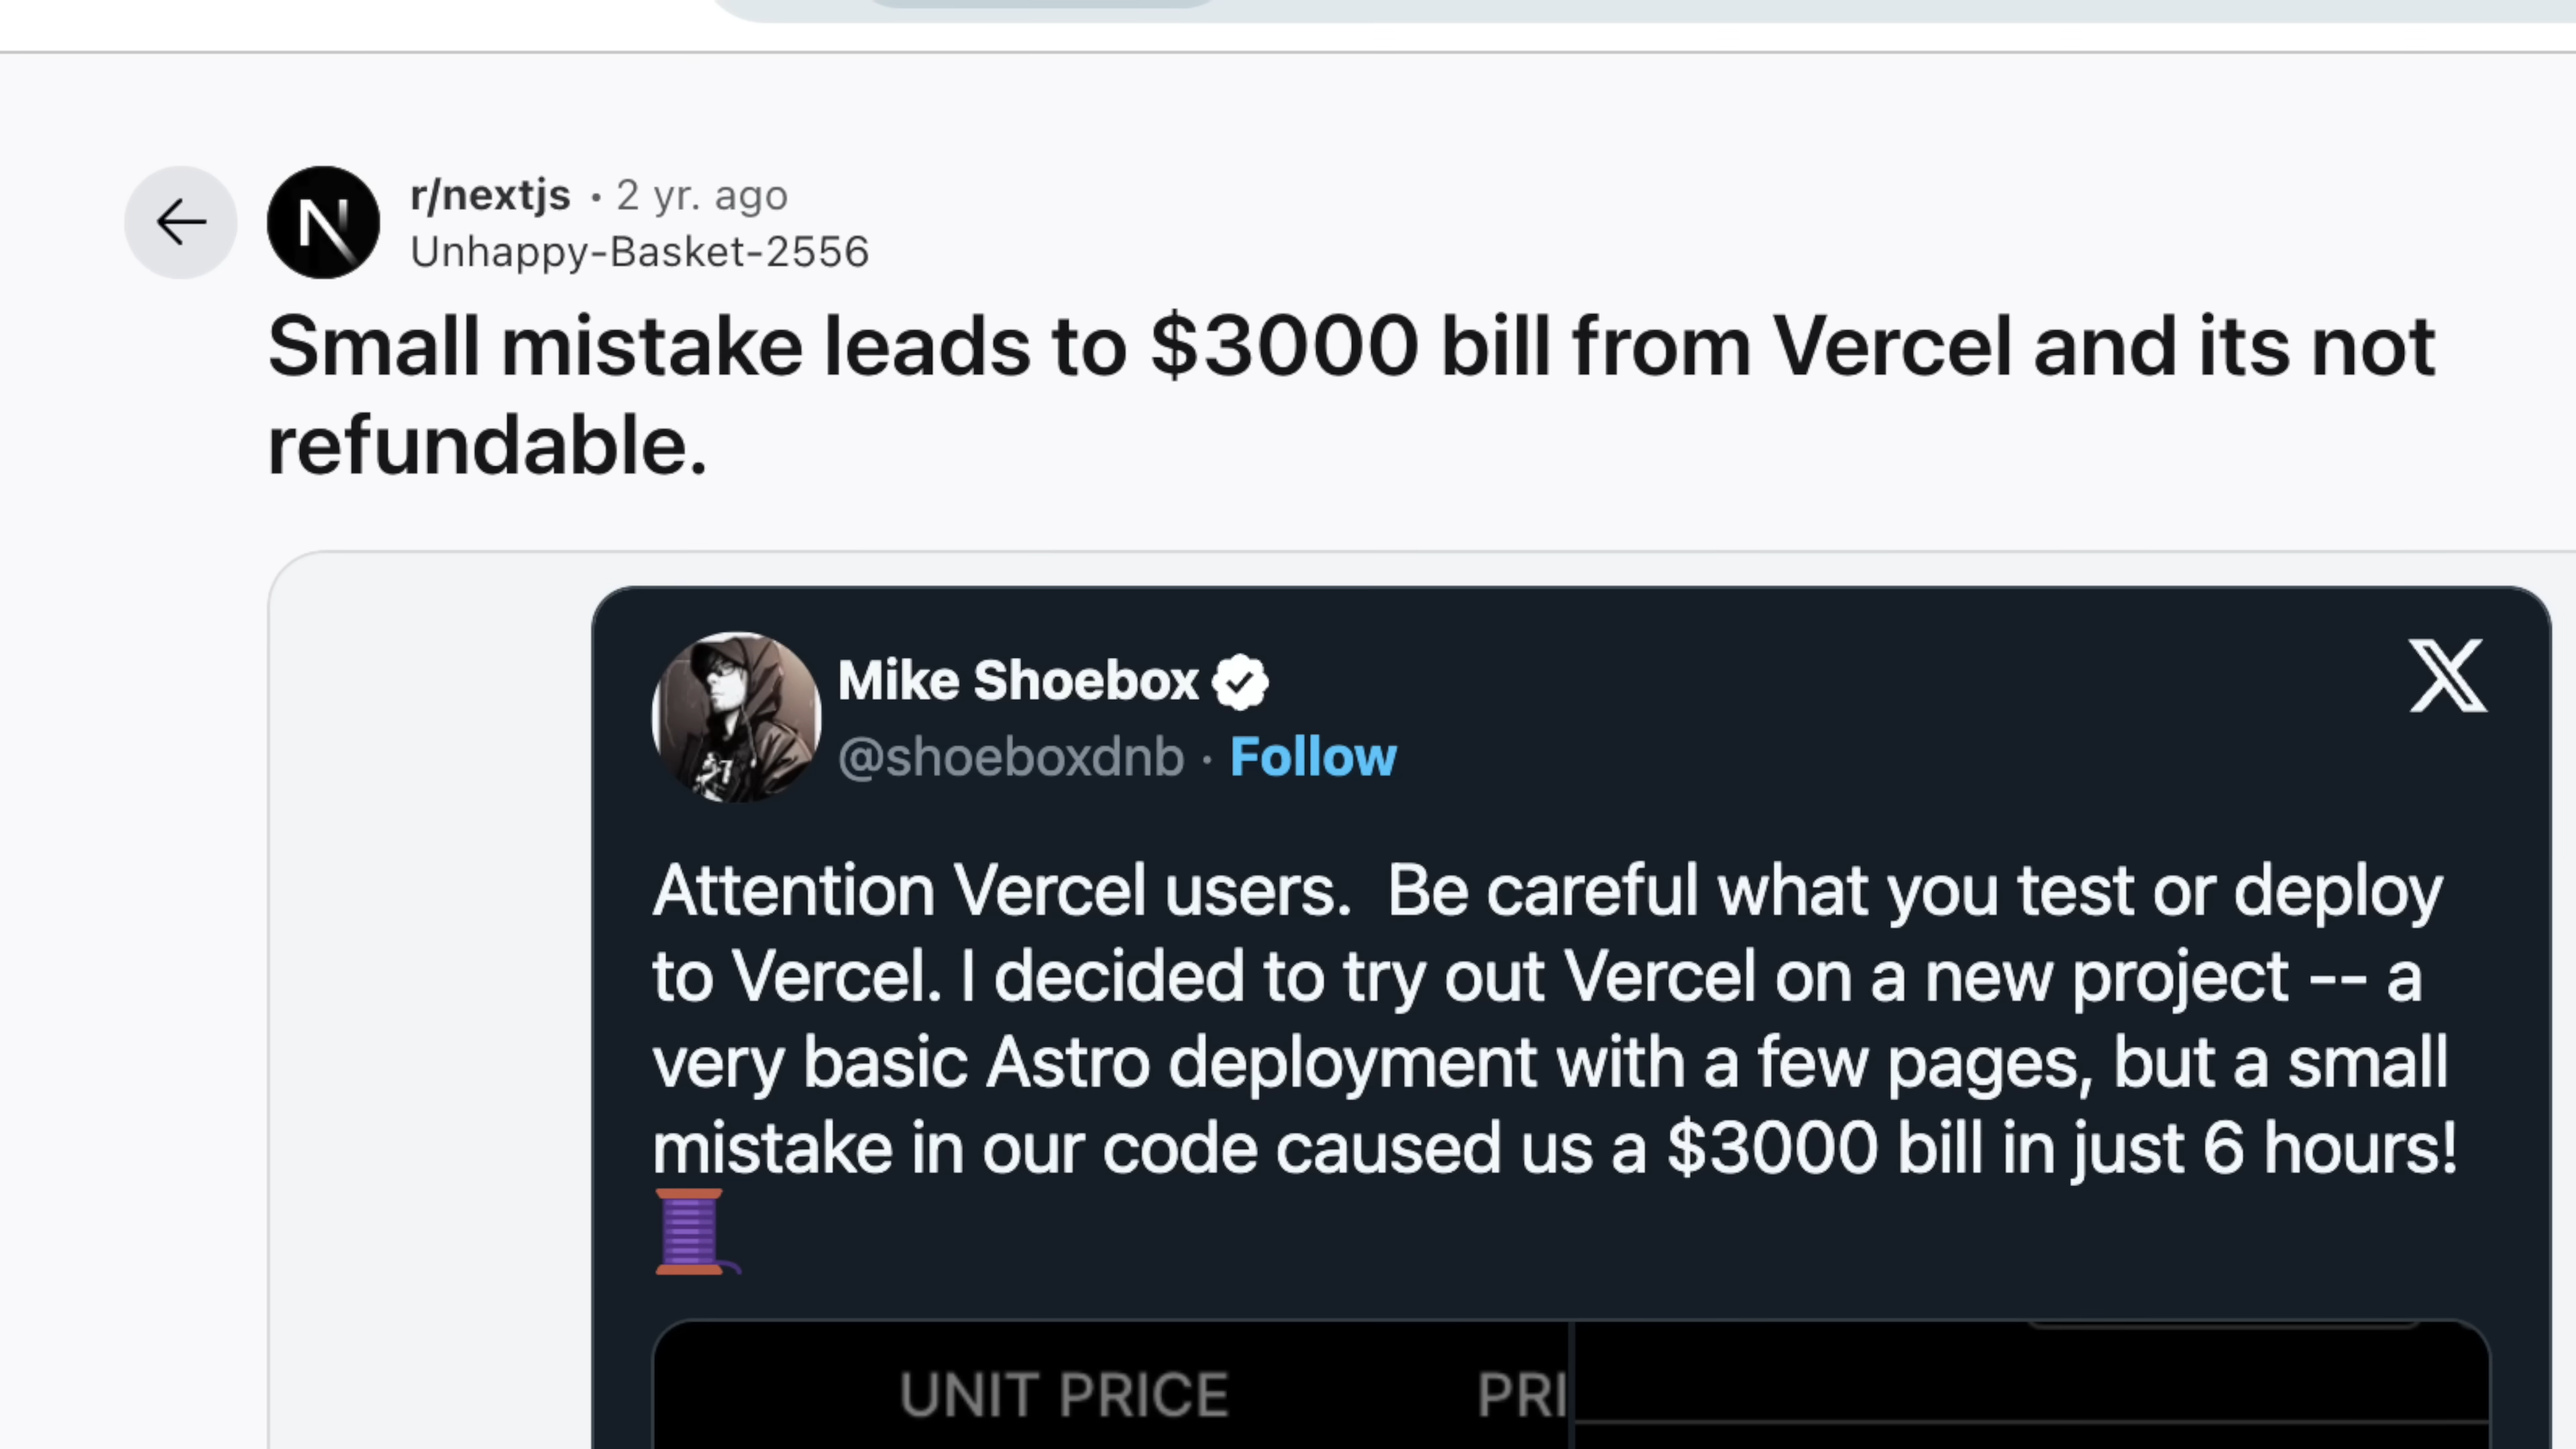 r/nextjs • 2 yr. ago
Unhappy-Basket-2556
Small mistake leads to $3000 bill from Vercel and its not
refundable.
Mike Shoebox
@shoeboxdnb · Follow
Attention Vercel users.  Be careful what you test or deploy
to Vercel. I decided to try out Vercel on a new project -- a
very basic Astro deployment with a few pages, but a small
mistake in our code caused us a $3000 bill in just 6 hours!
UNIT PRICE PRI